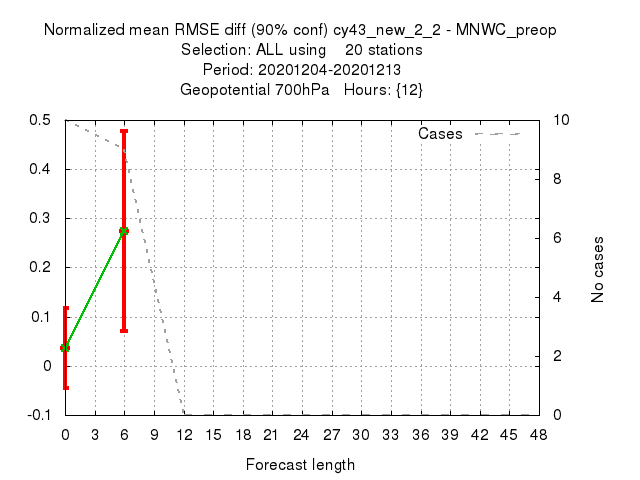 Normalized mean RMSE diff (90% conf) cy43_new_2_2 - MNWC_preop
Selection: ALL using 20 stations
Period: 20201204-20201213
Geopotential 700hPa Hours: {12}
Cases
0.5
0.4
0.3
0.2
0.1
0
-0.1
10
8
6
4
2
0
No cases
0 3 6 9 12 15 18 21 24 27 30 33 36 39 42 45 48
Forecast length